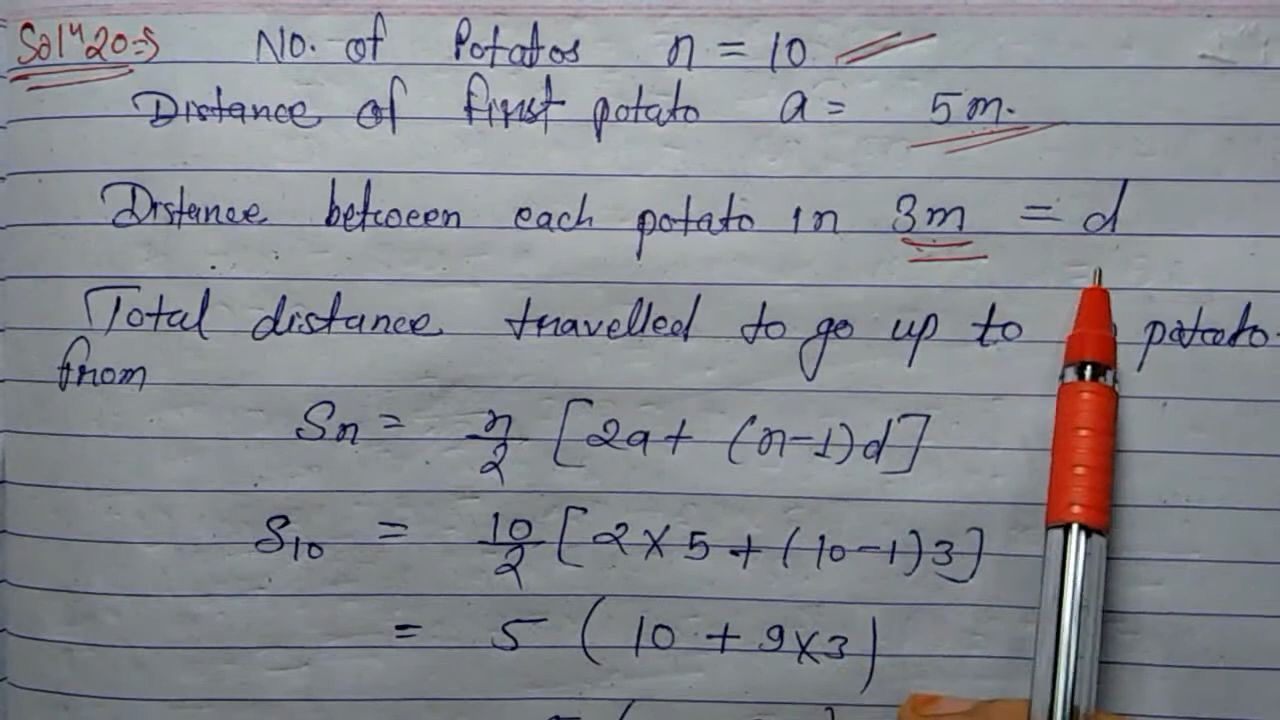 Solⁿ 20⇒ No. of Potatos n = 10
Distance of first potato a = 5m.
Distance between each potato in 3m = d
Total distance travelled to go up to potato
from
Sn = n/2 [2a + (n-1)d]
S10 = 10/2 [2 × 5 + (10-1)3]
= 5 (10 + 9×3)